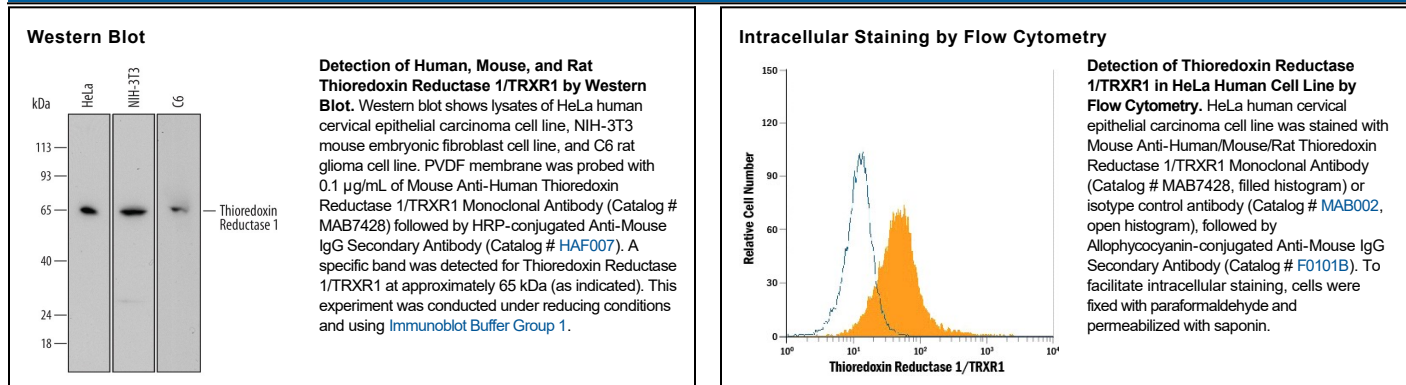 Western Blot
kDa
HeLa
NIH-3T3
C6
113
93
65
40
24
18
Thioredoxin
Reductase 1
Detection of Human, Mouse, and Rat
Thioredoxin Reductase 1/TRXR1 by Western
Blot. Western blot shows lysates of HeLa human
cervical epithelial carcinoma cell line, NIH-3T3
mouse embryonic fibroblast cell line, and C6 rat
glioma cell line. PVDF membrane was probed with
0.1 µg/mL of Mouse Anti-Human Thioredoxin
Reductase 1/TRXR1 Monoclonal Antibody (Catalog #
MAB7428) followed by HRP-conjugated Anti-Mouse
IgG Secondary Antibody (Catalog # HAF007). A
specific band was detected for Thioredoxin Reductase
1/TRXR1 at approximately 65 kDa (as indicated). This
experiment was conducted under reducing conditions
and using Immunoblot Buffer Group 1.
Intracellular Staining by Flow Cytometry
Relative Cell Number
150
120
90
60
30
0
10⁰ 10¹ 10² 10³ 10⁴
Thioredoxin Reductase 1/TRXR1
Detection of Thioredoxin Reductase
1/TRXR1 in HeLa Human Cell Line by
Flow Cytometry. HeLa human cervical
epithelial carcinoma cell line was stained with
Mouse Anti-Human/Mouse/Rat Thioredoxin
Reductase 1/TRXR1 Monoclonal Antibody
(Catalog # MAB7428, filled histogram) or
isotype control antibody (Catalog # MAB002,
open histogram), followed by
Allophycocyanin-conjugated Anti-Mouse IgG
Secondary Antibody (Catalog # F0101B). To
facilitate intracellular staining, cells were
fixed with paraformaldehyde and
permeabilized with saponin.